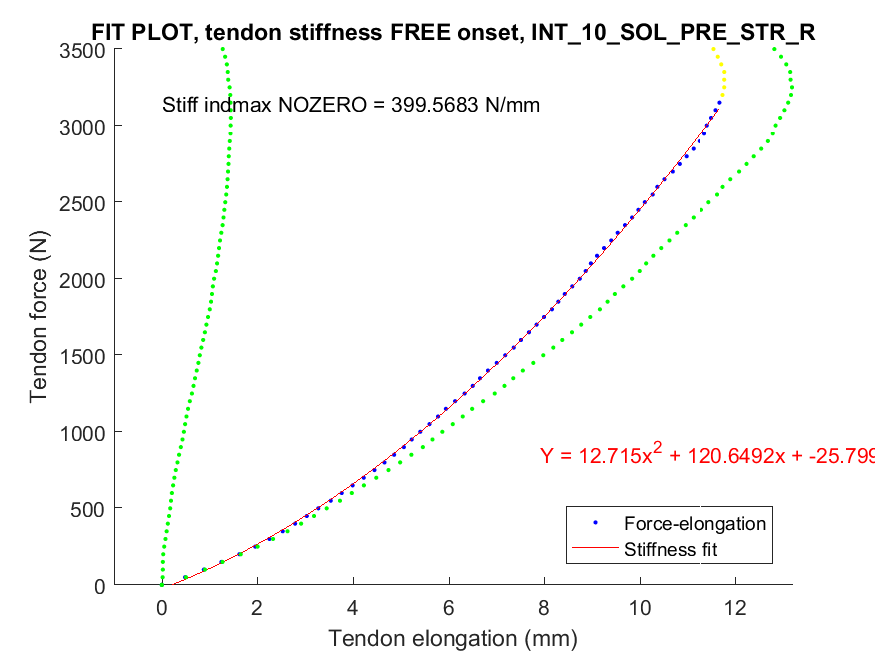 FIT PLOT, tendon stiffness FREE onset, INT_10_SOL_PRE_STR_R
3500
Stiff indmax NOZERO = 399.5683 N/mm
3000
2500
2000
1500
1000
500
0
Tendon force (N)
Y = 12.715x² + 120.6492x + -25.799
Force-elongation
Stiffness fit
0 2 4 6 8 10 12
Tendon elongation (mm)